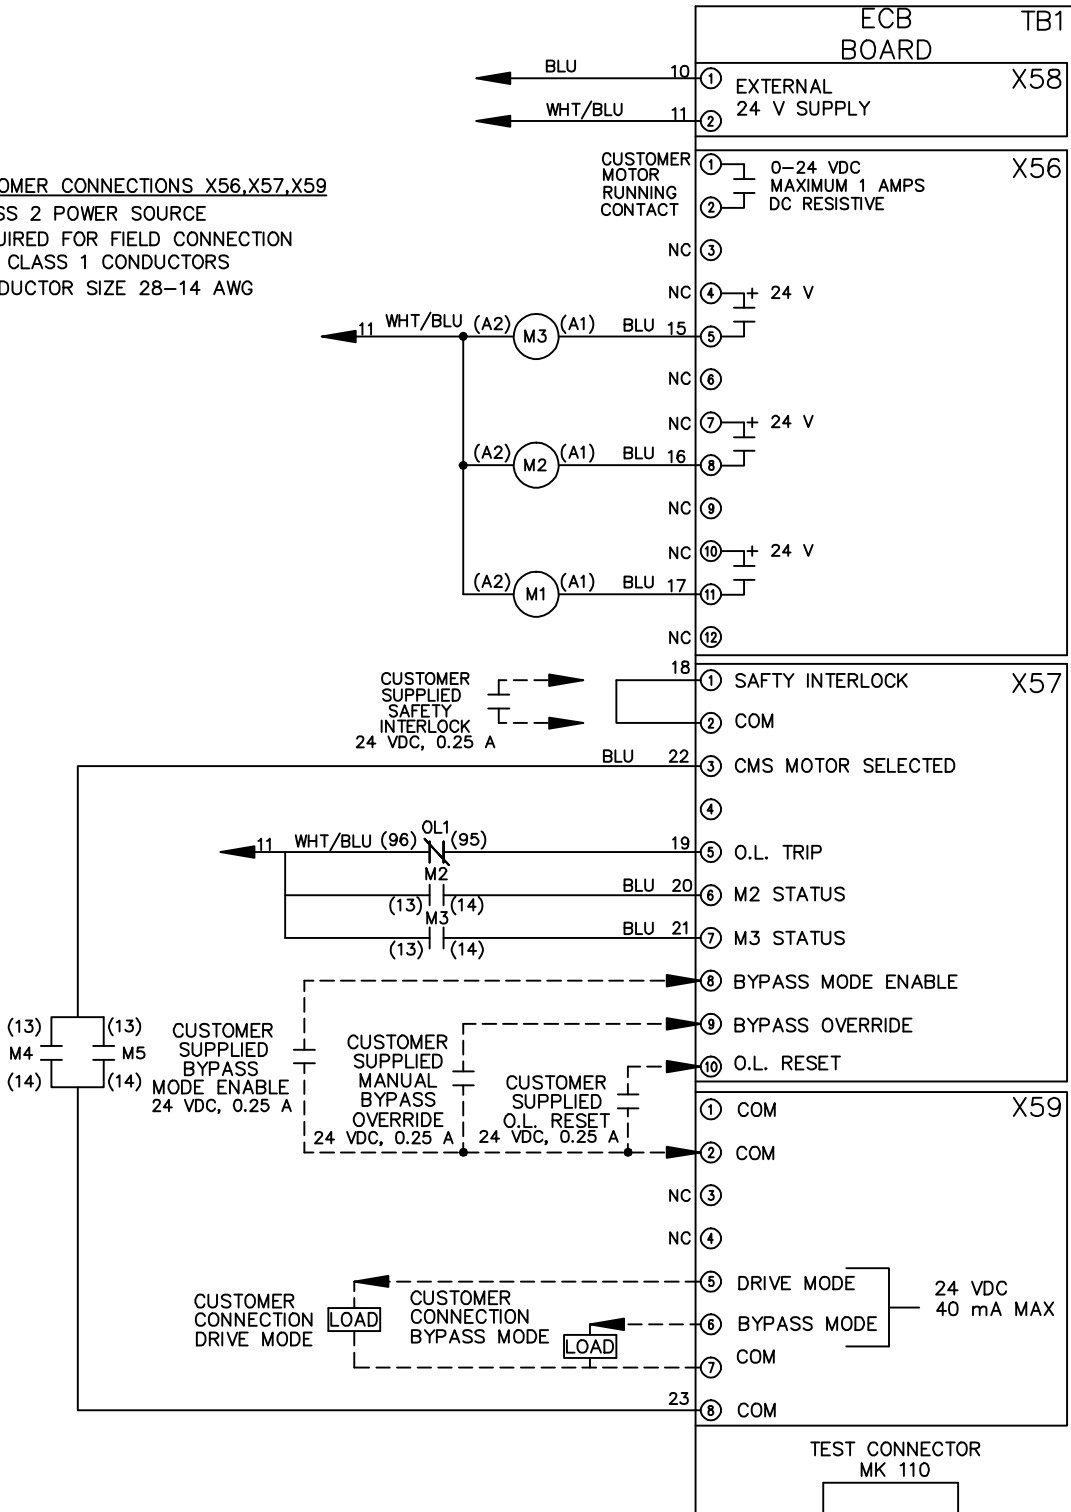 ECB TB1
BOARD
X58
BLU 10 1
EXTERNAL
24 V SUPPLY
WHT/BLU 11 2
X56
CUSTOMER
MOTOR
RUNNING
CONTACT
1
2
0-24 VDC
MAXIMUM 1 AMPS
DC RESISTIVE
OMER CONNECTIONS X56,X57,X59
SS 2 POWER SOURCE
UIRED FOR FIELD CONNECTION
CLASS 1 CONDUCTORS
DUCTOR SIZE 28-14 AWG
NC 3
NC 4 + 24 V
11 WHT/BLU (A2) M3 (A1) BLU 15 5
NC 6
NC 7 + 24 V
(A2) M2 (A1) BLU 16 8
NC 9
NC 10 + 24 V
(A2) M1 (A1) BLU 17 11
NC 12
X57
CUSTOMER
SUPPLIED
SAFETY
INTERLOCK
24 VDC, 0.25 A
18 1 SAFTY INTERLOCK
2 COM
BLU 22 3 CMS MOTOR SELECTED
4
11 WHT/BLU (96) OL1 (95) 19 5 O.L. TRIP
M2
(13) (14) BLU 20 6 M2 STATUS
M3
(13) (14) BLU 21 7 M3 STATUS
8 BYPASS MODE ENABLE
9 BYPASS OVERRIDE
10 O.L. RESET
(13) (13)
M4 M5
(14) (14)
CUSTOMER
SUPPLIED
BYPASS
MODE ENABLE
24 VDC, 0.25 A
CUSTOMER
SUPPLIED
MANUAL
BYPASS
OVERRIDE
24 VDC, 0.25 A
CUSTOMER
SUPPLIED
O.L. RESET
24 VDC, 0.25 A
X59
1 COM
2 COM
NC 3
NC 4
5 DRIVE MODE
6 BYPASS MODE
24 VDC
40 mA MAX
7 COM
CUSTOMER
CONNECTION
DRIVE MODE
LOAD
CUSTOMER
CONNECTION
BYPASS MODE
LOAD
23 8 COM
TEST CONNECTOR
MK 110